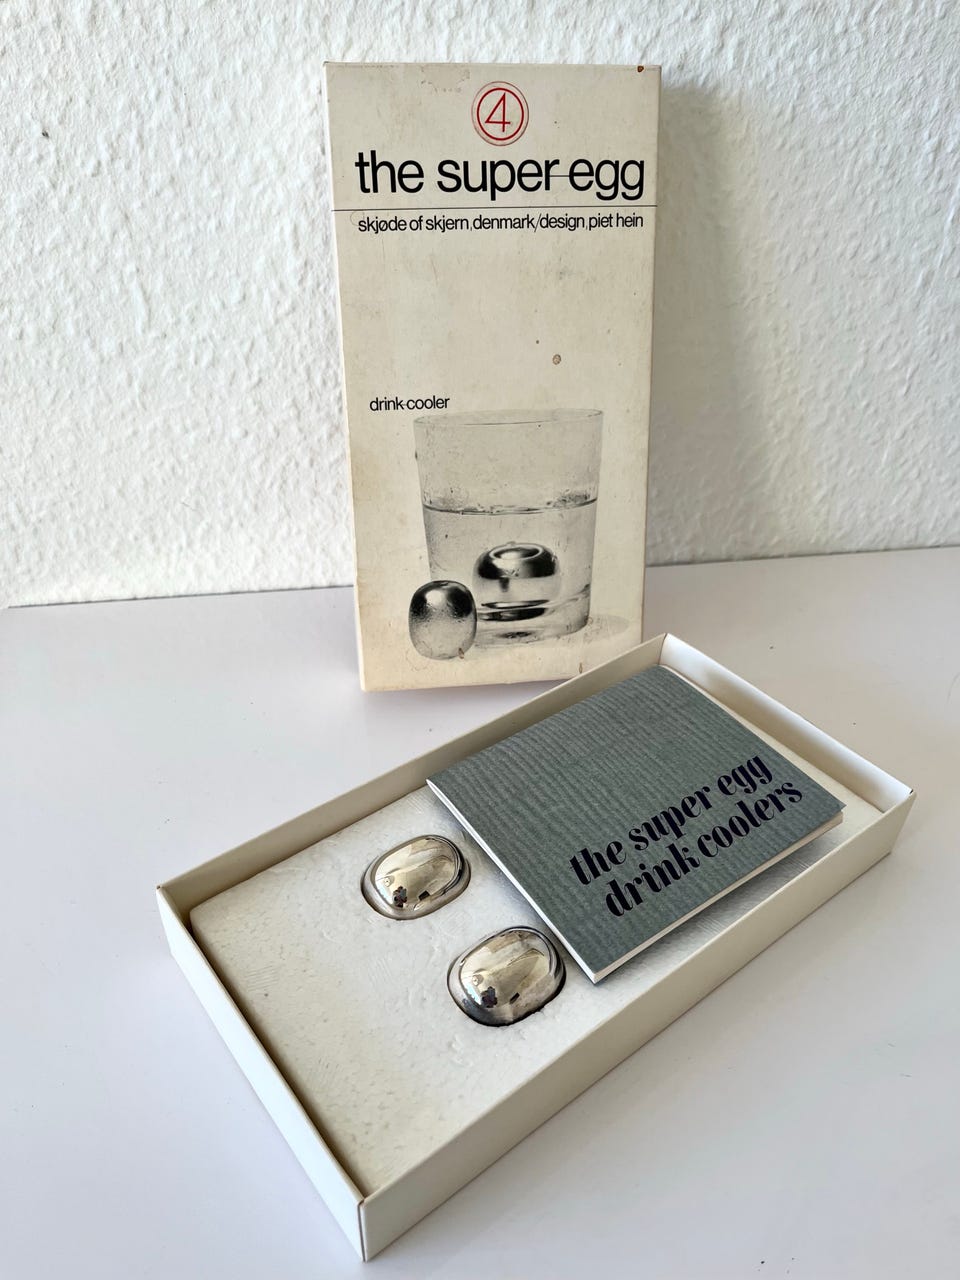 4
the super-egg
skjøde of skjern, denmark/design, piet hein
drink-cooler
the super egg
drink coolers